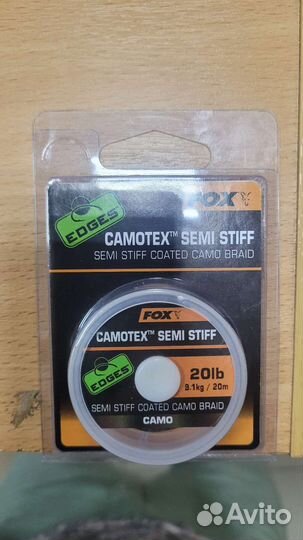 FOX
EDGES
CAMOTEX™ SEMI STIFF
SEMI STIFF COATED CAMO BRAID
FOX
CAMOTEX™ SEMI STIFF
EDGES
20lb
9.1kg / 20m
SEMI STIFF COATED CAMO BRAID
CAMO
Avito